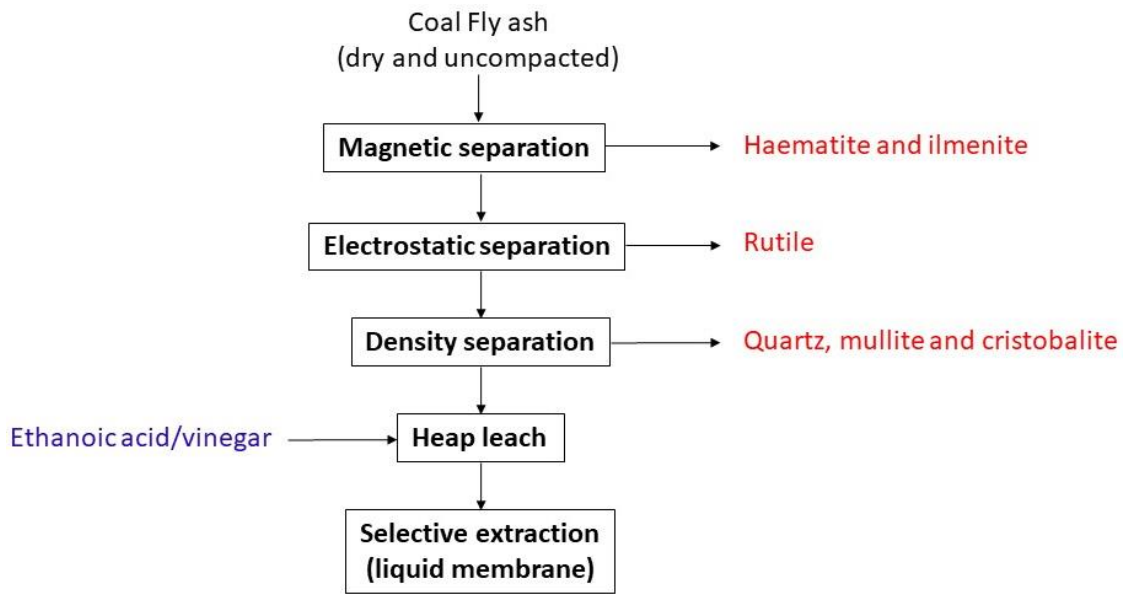 Coal Fly ash
(dry and uncompacted)
Magnetic separation
Haematite and ilmenite
Electrostatic separation
Rutile
Density separation
Quartz, mullite and cristobalite
Ethanoic acid/vinegar
Heap leach
Selective extraction
(liquid membrane)